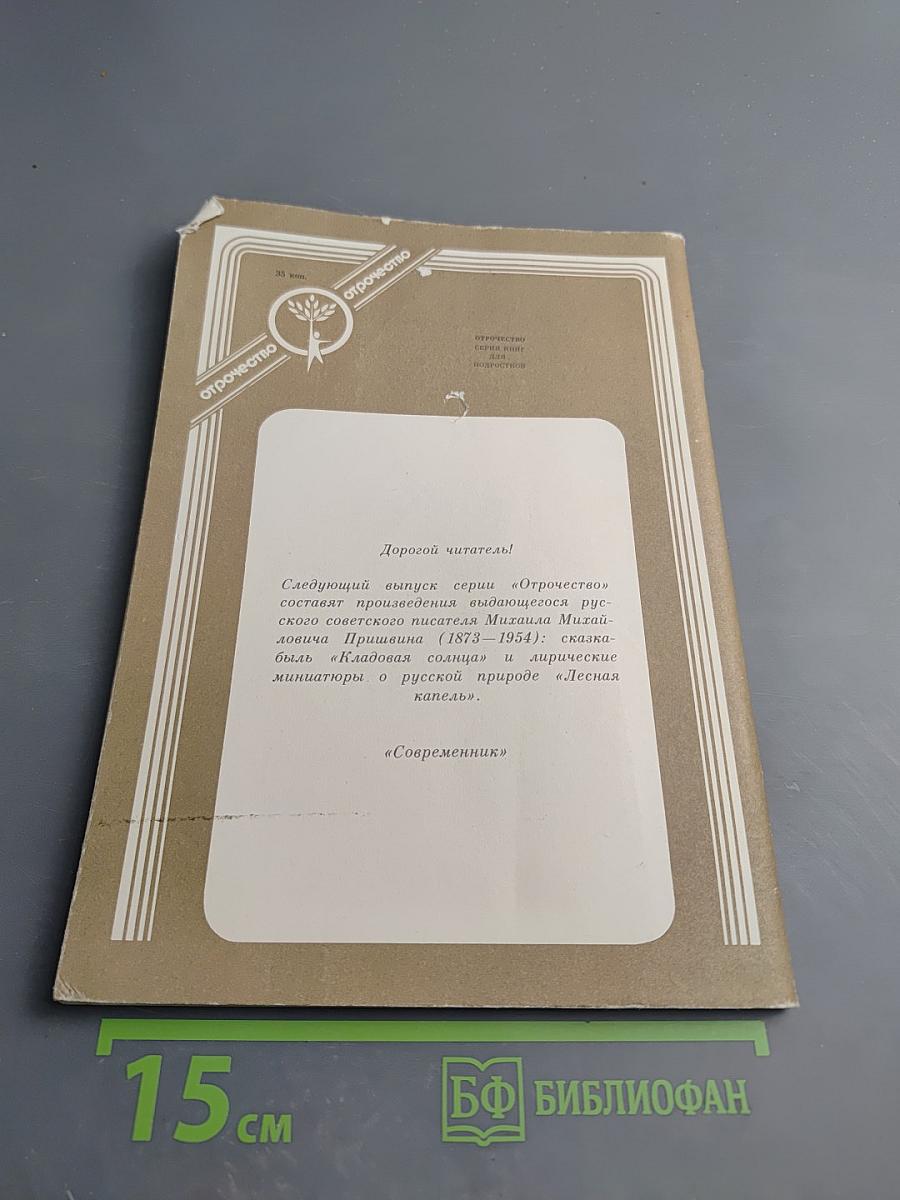 35 коп.
отрочество
отрочество
ОТРОЧЕСТВО
СЕРИЯ КНИГ
ДЛЯ
ПОДРОСТКОВ
Дорогой читатель!
Следующий выпуск серии «Отрочество»
составят произведения выдающегося рус-
ского советского писателя Михаила Михай-
ловича Пришвина (1873—1954): сказка-
быль «Кладовая солнца» и лирические
миниатюры о русской природе «Лесная
капель».
«Современник»
15 см
БФ БИБЛИОФАН